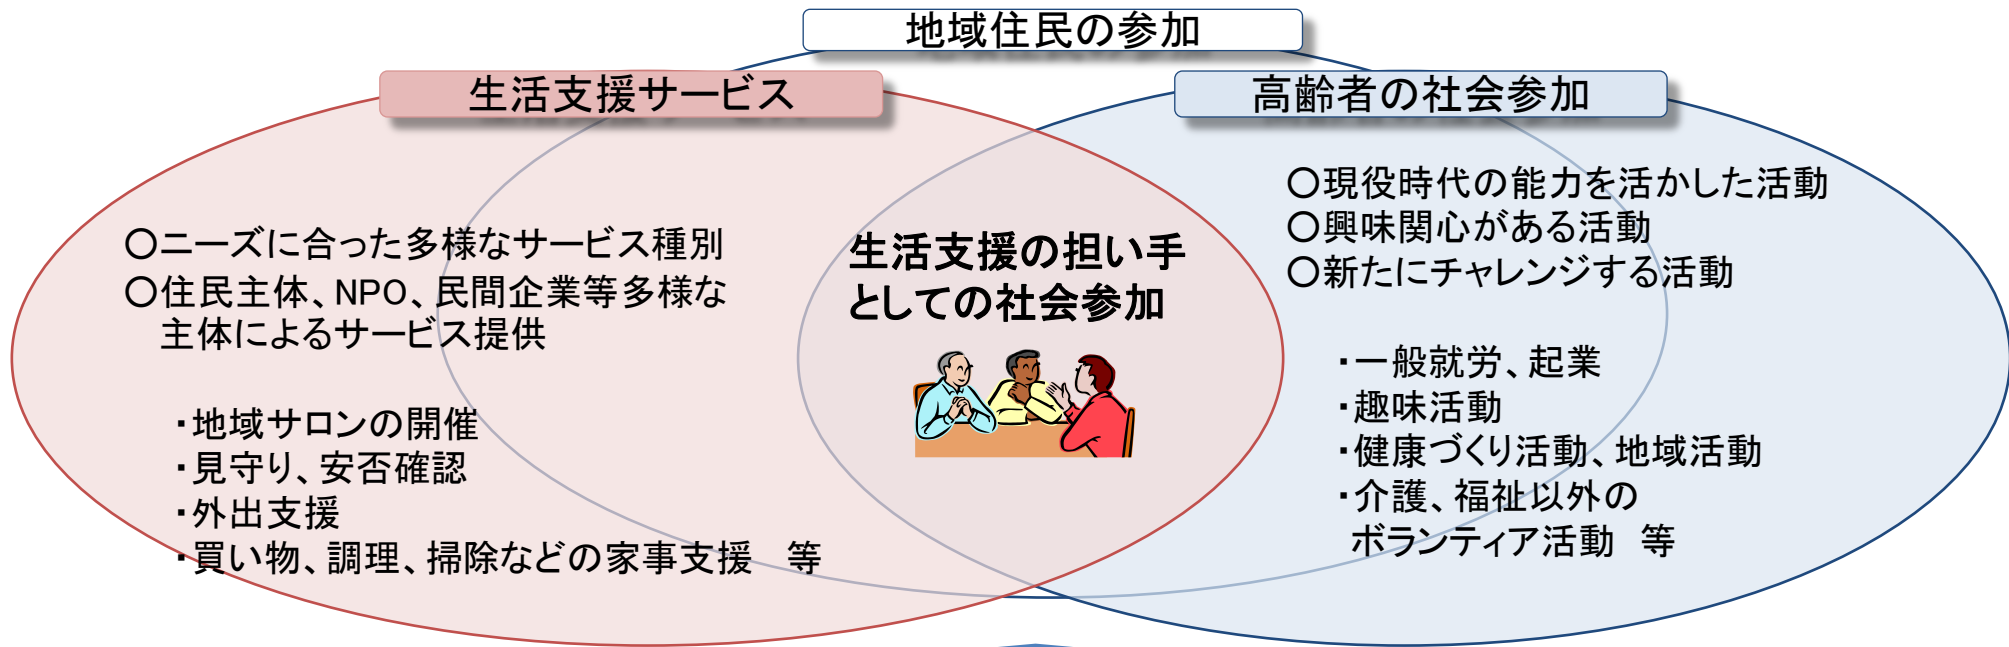 地域住民の参加
生活支援サービス
高齢者の社会参加
〇ニーズに合った多様なサービス種別
〇住民主体、NPO、民間企業等多様な
主体によるサービス提供
・地域サロンの開催
・見守り、安否確認
・外出支援
・買い物、調理、掃除などの家事支援　等
生活支援の担い手
としての社会参加
〇現役時代の能力を活かした活動
〇興味関心がある活動
〇新たにチャレンジする活動
・一般就労、起業
・趣味活動
・健康づくり活動、地域活動
・介護、福祉以外の
ボランティア活動　等